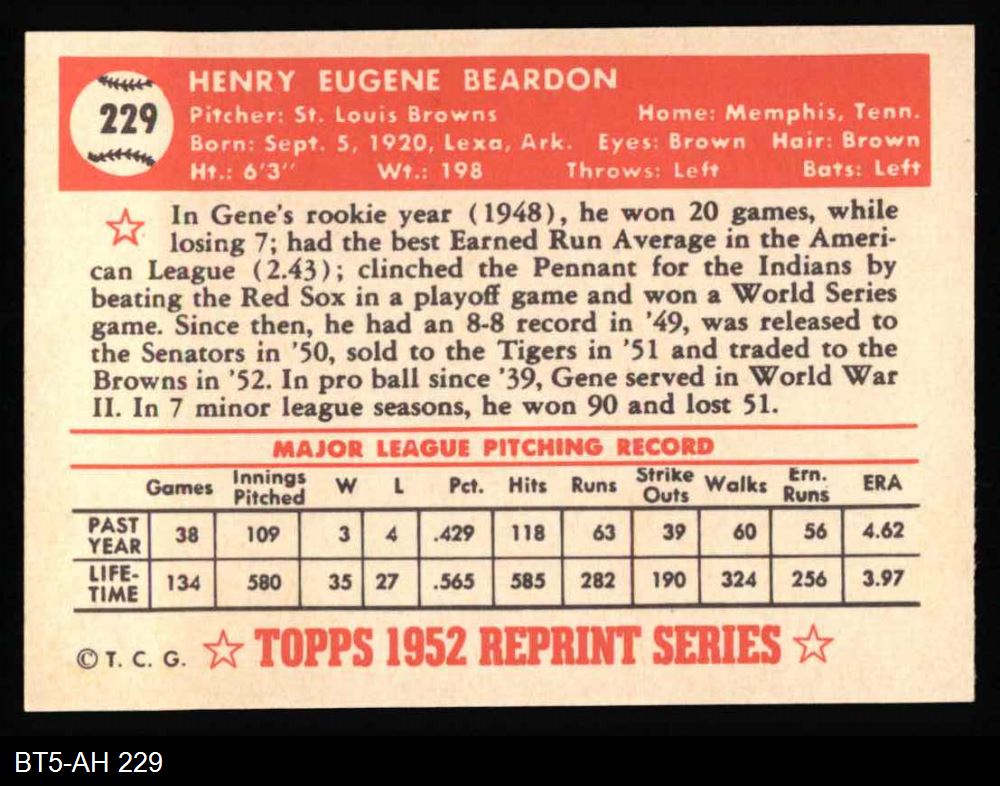 229
HENRY EUGENE BEARDON
Pitcher: St. Louis Browns Home: Memphis, Tenn.
Born: Sept. 5, 1920, Lexa, Ark. Eyes: Brown Hair: Brown
Ht.: 6'3'' Wt.: 198 Throws: Left Bats: Left
In Gene's rookie year (1948), he won 20 games, while
losing 7; had the best Earned Run Average in the Ameri-
can League (2.43); clinched the Pennant for the Indians by
beating the Red Sox in a playoff game and won a World Series
game. Since then, he had an 8-8 record in '49, was released to
the Senators in '50, sold to the Tigers in '51 and traded to the
Browns in '52. In pro ball since '39, Gene served in World War
II. In 7 minor league seasons, he won 90 and lost 51.
MAJOR LEAGUE PITCHING RECORD
Games Innings Pitched W L Pct. Hits Runs Strike Outs Walks Ern. Runs ERA
PAST YEAR 38 109 3 4 .429 118 63 39 60 56 4.62
LIFE-TIME 134 580 35 27 .565 585 282 190 324 256 3.97
© T. C. G. TOPPS 1952 REPRINT SERIES
BT5-AH 229